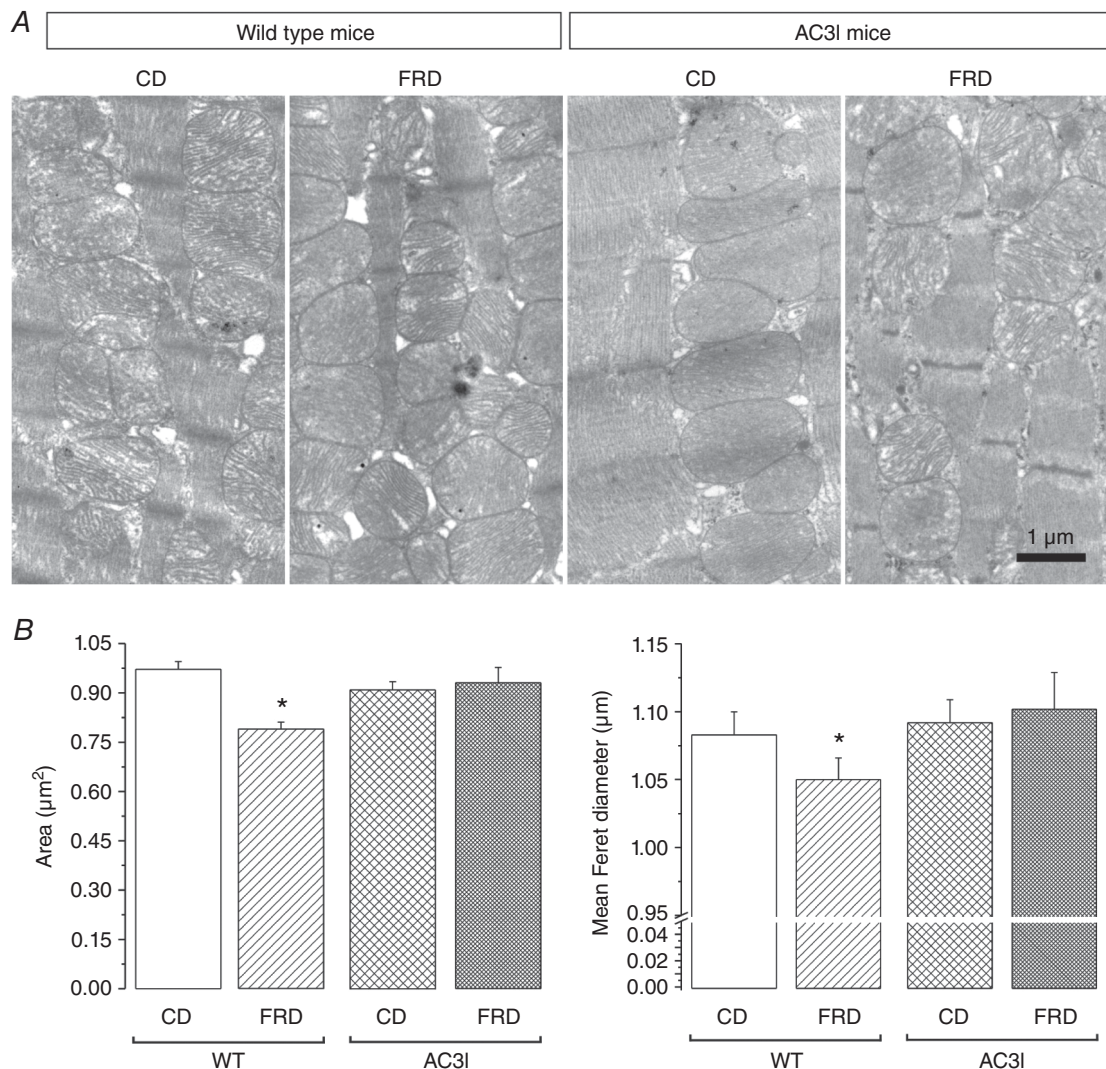 A
Wild type mice AC3I mice
CD FRD CD FRD
1 µm
B
1.05
0.90
0.75
0.60
0.45
0.30
0.15
0.00
Area (µm²)
*
CD FRD CD FRD
WT AC3I
1.15
1.10
1.05
1.00
0.95
0.04
0.02
0.00
Mean Feret diameter (µm)
*
CD FRD CD FRD
WT AC3I